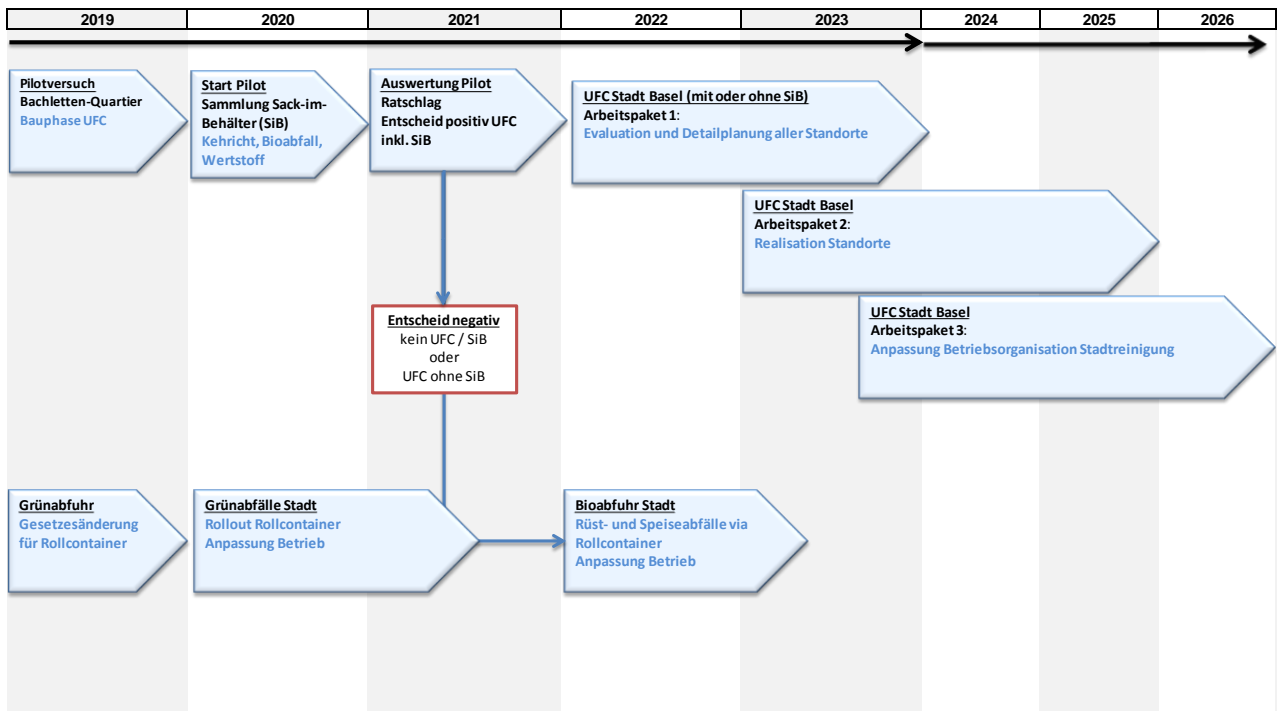 2019 2020 2021 2022 2023 2024 2025 2026
Pilotversuch
Bachletten-Quartier
Bauphase UFC
Start Pilot
Sammlung Sack-im-
Behälter (SiB)
Kehricht, Bioabfall,
Wertstoff
Auswertung Pilot
Ratschlag
Entscheid positiv UFC
inkl. SiB
UFC Stadt Basel (mit oder ohne SiB)
Arbeitspaket 1:
Evaluation und Detailplanung aller Standorte
UFC Stadt Basel
Arbeitspaket 2:
Realisation Standorte
UFC Stadt Basel
Arbeitspaket 3:
Anpassung Betriebsorganisation Stadtreinigung
Entscheid negativ
kein UFC / SiB
oder
UFC ohne SiB
Grünabfuhr
Gesetzesänderung
für Rollcontainer
Grünabfälle Stadt
Rollout Rollcontainer
Anpassung Betrieb
Bioabfuhr Stadt
Rüst- und Speiseabfälle via
Rollcontainer
Anpassung Betrieb